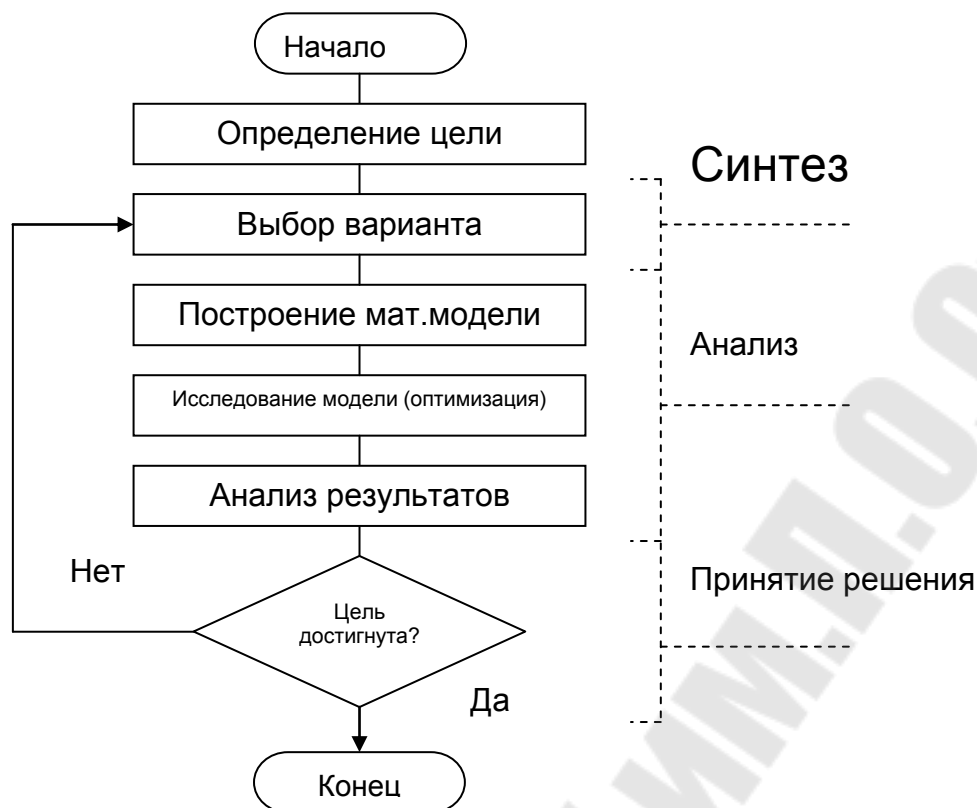 Начало
Определение цели
Синтез
Выбор варианта
Построение мат.модели
Анализ
Исследование модели (оптимизация)
Анализ результатов
Нет
Принятие решения
Цель
достигнута?
Да
Конец